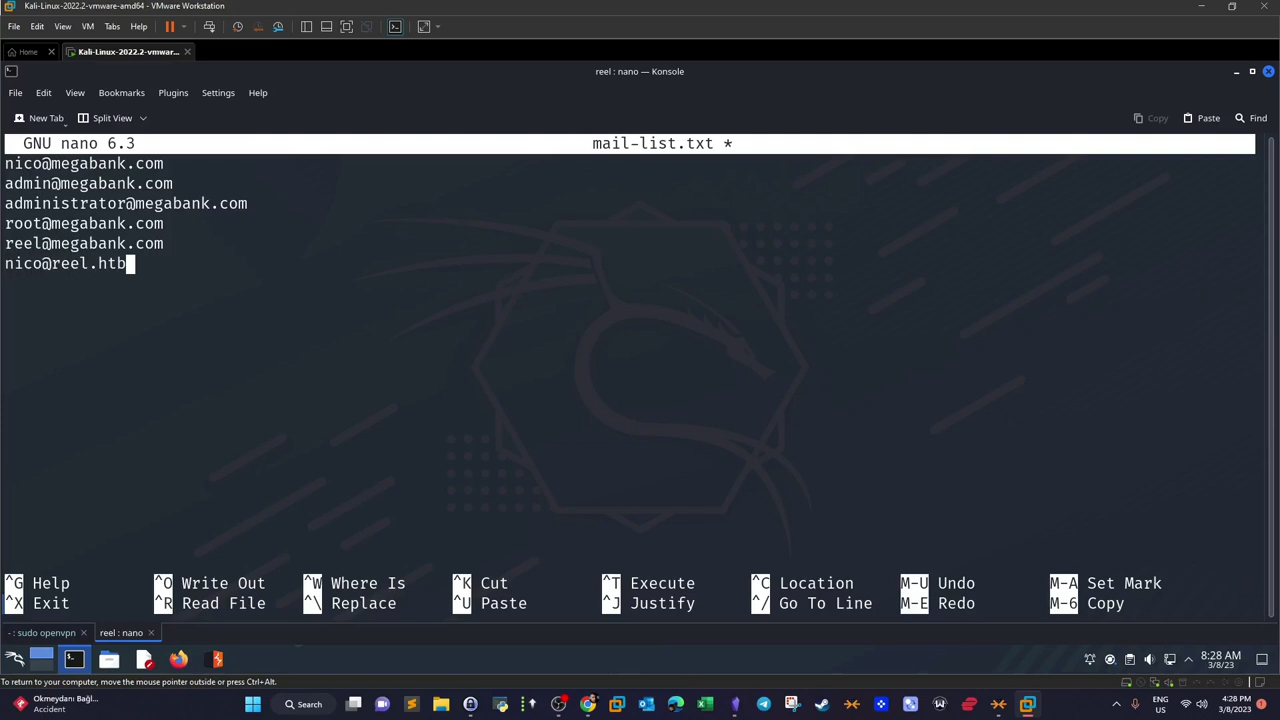 Kali-Linux-2022.2-vmware-amd64 - VMware Workstation
File Edit View VM Tabs Help
Home Kali-Linux-2022.2-vmwar...
reel : nano — Konsole
File Edit View Bookmarks Plugins Settings Help
New Tab Split View Copy Paste Find
GNU nano 6.3 mail-list.txt *
nico@megabank.com
admin@megabank.com
administrator@megabank.com
root@megabank.com
reel@megabank.com
nico@reel.htb
^G Help ^O Write Out ^W Where Is ^K Cut ^T Execute ^C Location M-U Undo M-A Set Mark
^X Exit ^R Read File ^\ Replace ^U Paste ^J Justify ^/ Go To Line M-E Redo M-6 Copy
- : sudo openvpn reel : nano
8:28 AM
3/8/23
To return to your computer, move the mouse pointer outside or press Ctrl+Alt.
Okmeydanı Bağl...
Accident
Search
ENG
US
4:28 PM
3/8/2023